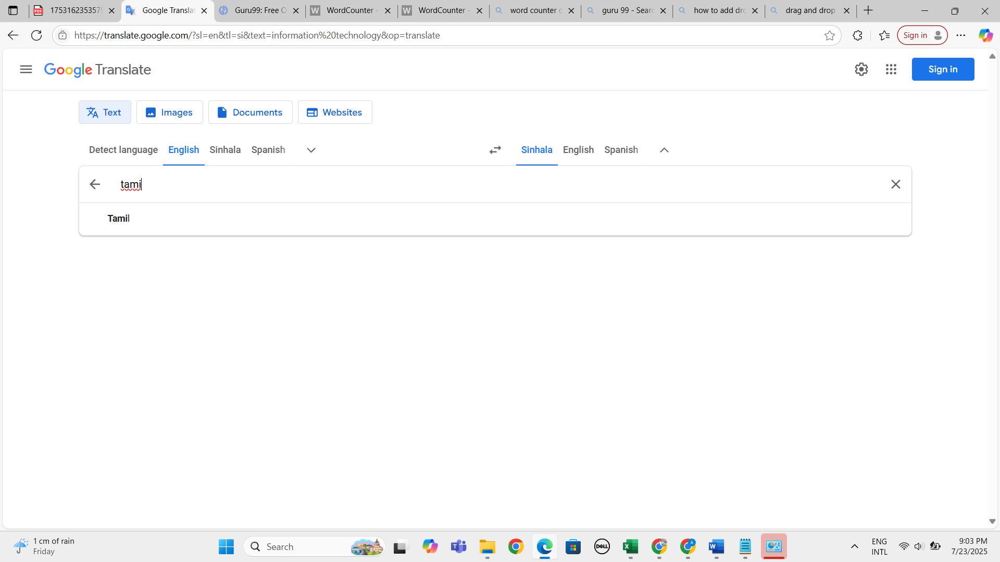 17531623535​79
Google Translat
Guru99: Free O
WordCounter -
WordCounter -
word counter o
guru 99 - Searc
how to add dro
drag and drop
https://translate.google.com/?sl=en&tl=si&text=information%20technology&op=translate
Sign in
Google Translate
Sign in
Text
Images
Documents
Websites
Detect language
English
Sinhala
Spanish
Sinhala
English
Spanish
tami
Tamil
1 cm of rain
Friday
Search
ENG
INTL
9:03 PM
7/23/2025